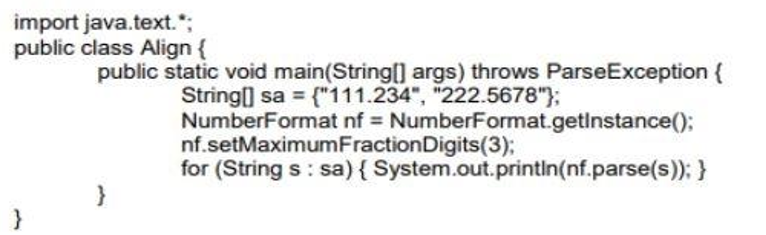 import java.text.*;
public class Align {
public static void main(String[] args) throws ParseException {
String[] sa = {"111.234", "222.5678"};
NumberFormat nf = NumberFormat.getInstance();
nf.setMaximumFractionDigits(3);
for (String s : sa) { System.out.println(nf.parse(s)); }
}
}